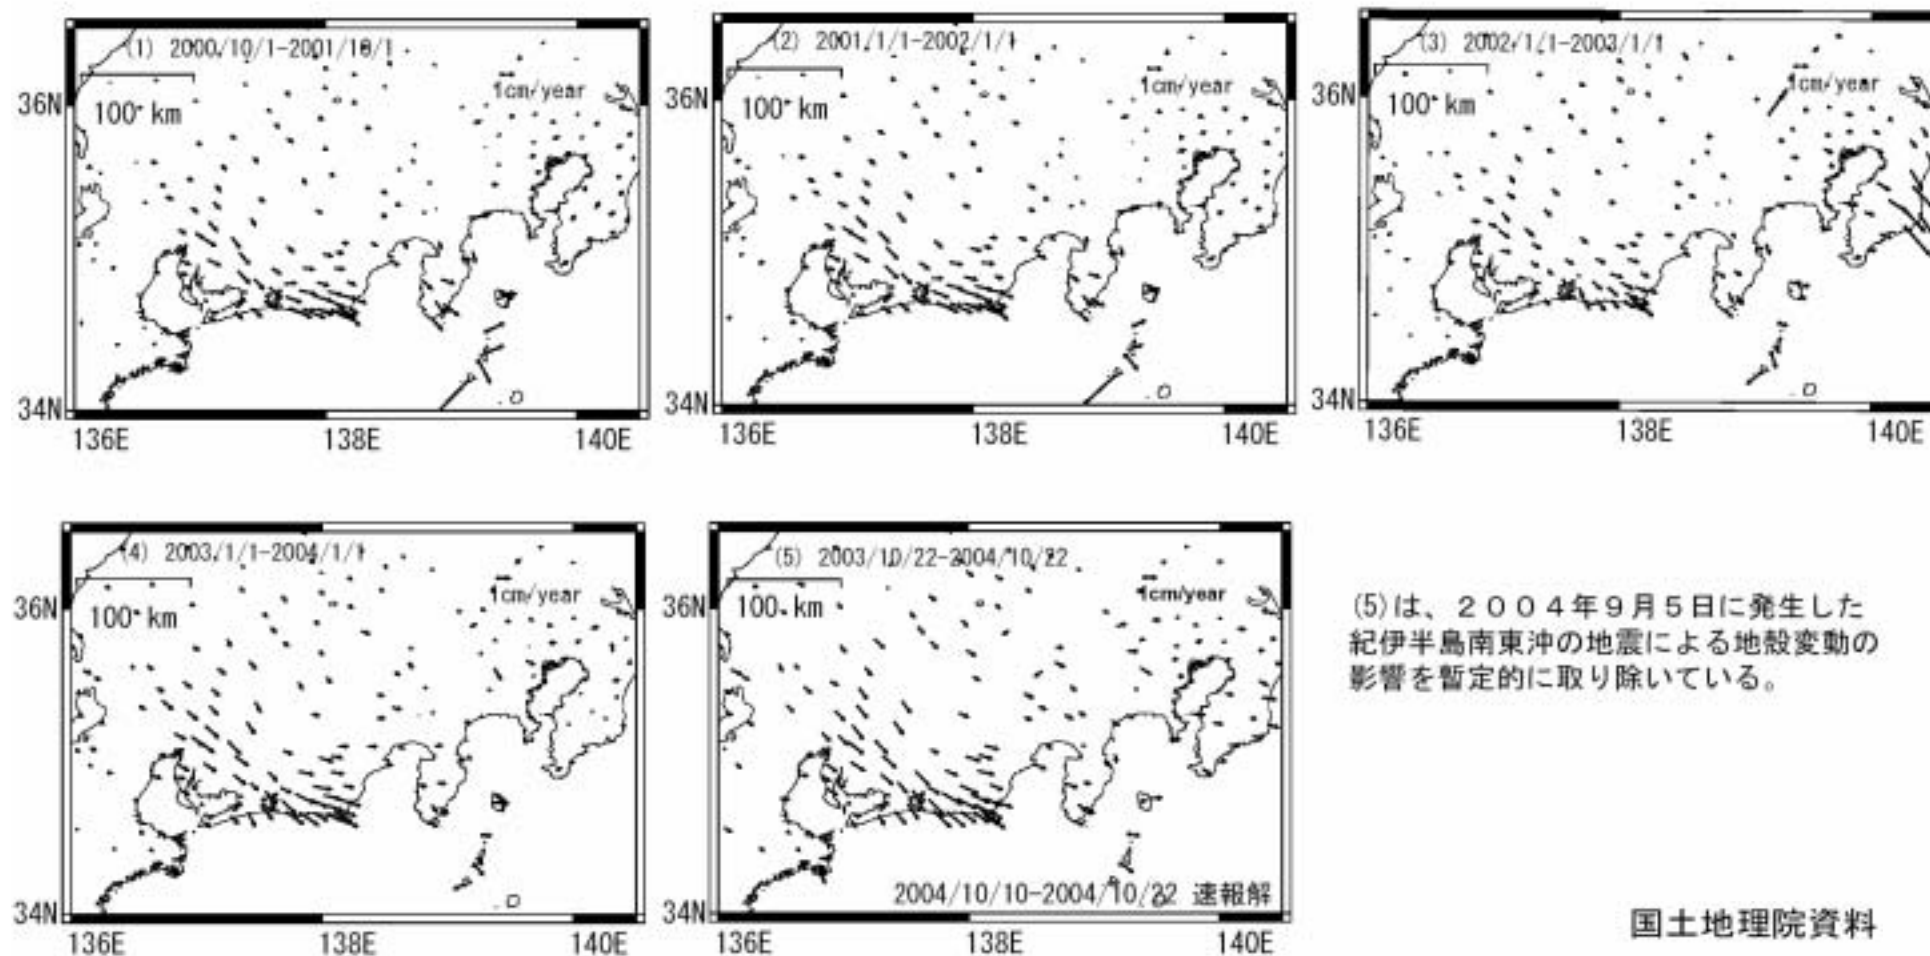 (1) 2000/10/1-2001/10/1
1cm/year
100 km
36N
34N
136E 138E 140E
(2) 2001/1/1-2002/1/1
1cm/year
100 km
36N
34N
136E 138E 140E
(3) 2002/1/1-2003/1/1
1cm/year
100 km
36N
34N
136E 138E 140E
(4) 2003/1/1-2004/1/1
1cm/year
100 km
36N
34N
136E 138E 140E
(5) 2003/10/22-2004/10/22
1cm/year
100 km
36N
2004/10/10-2004/10/22 速報解
34N
136E 138E 140E
(5)は、2004年9月5日に発生した
紀伊半島南東沖の地震による地殻変動の
影響を暫定的に取り除いている。
国土地理院資料